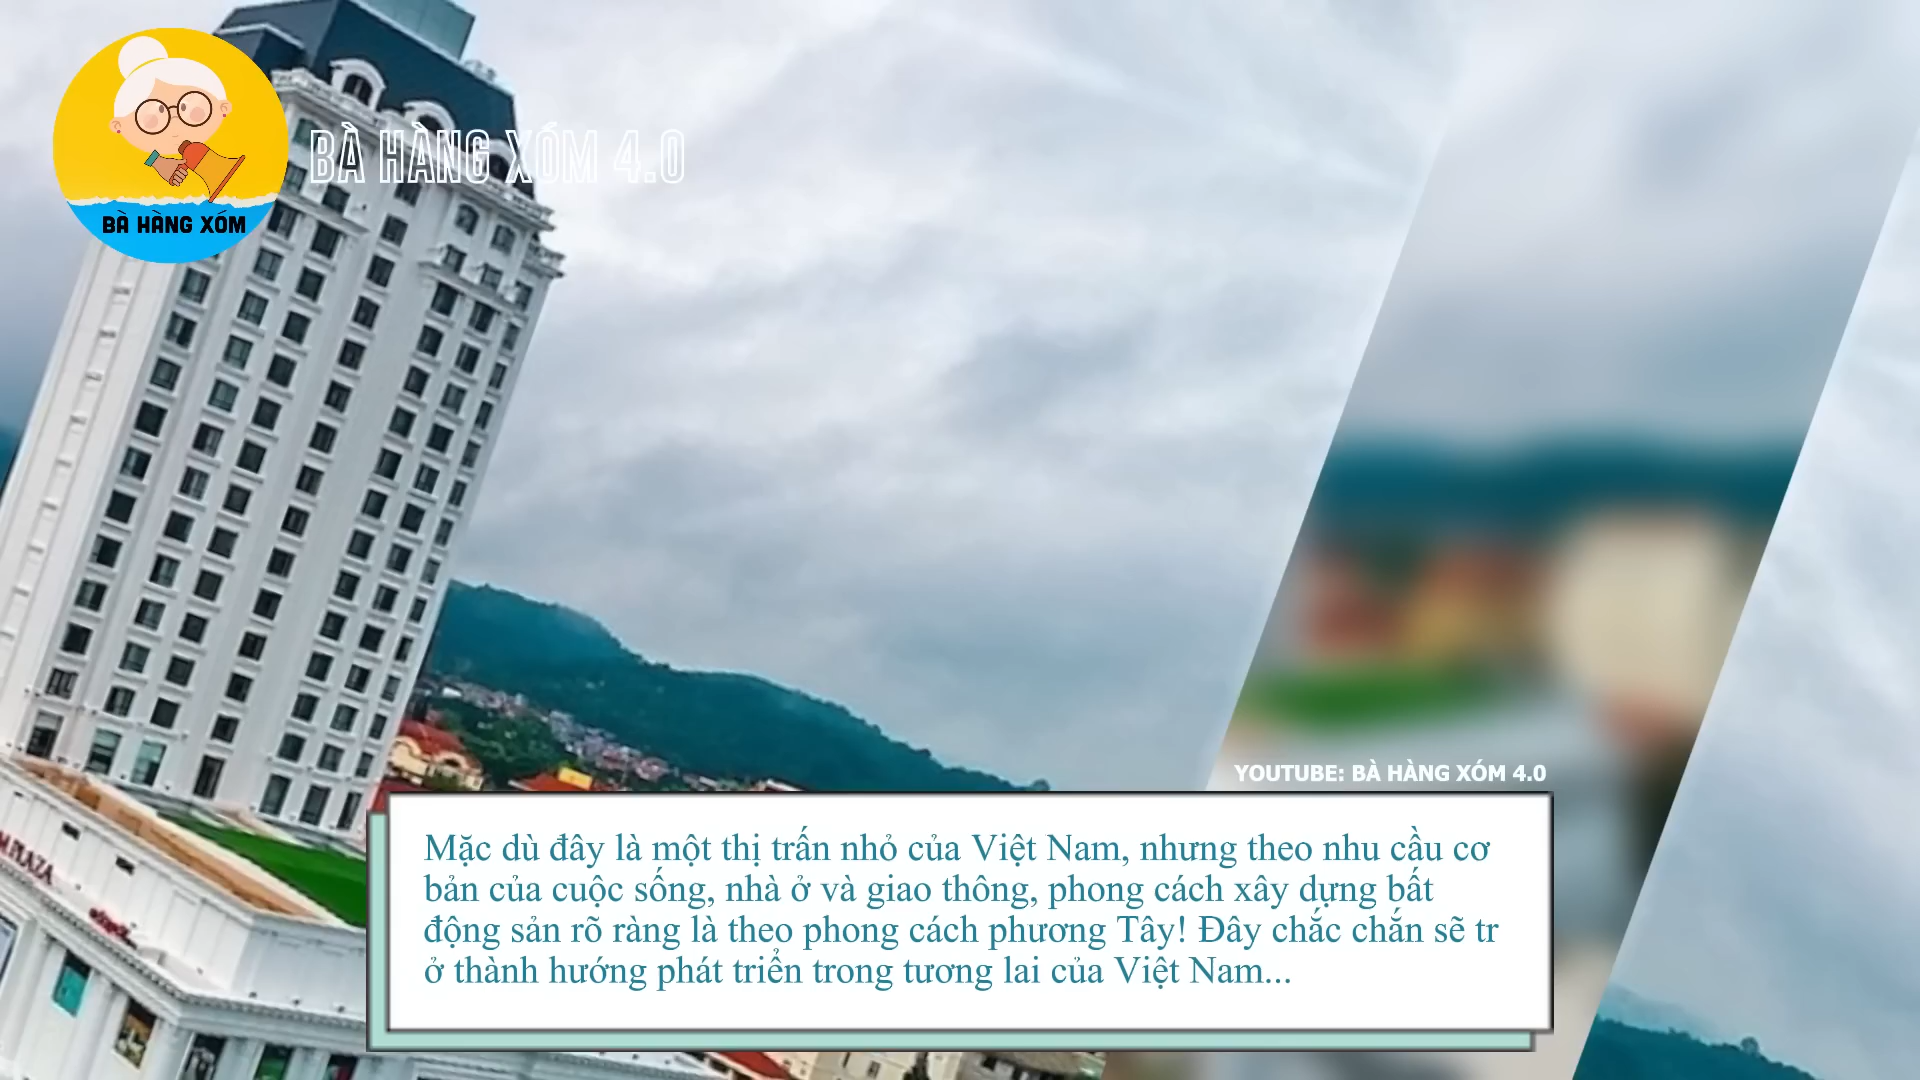 BÀ HÀNG XÓM 4.0
BÀ HÀNG XÓM
PLAZA
YOUTUBE: BÀ HÀNG XÓM 4.0
Mặc dù đây là một thị trấn nhỏ của Việt Nam, nhưng theo nhu cầu cơ
bản của cuộc sống, nhà ở và giao thông, phong cách xây dựng bất
động sản rõ ràng là theo phong cách phương Tây! Đây chắc chắn sẽ tr
ở thành hướng phát triển trong tương lai của Việt Nam...